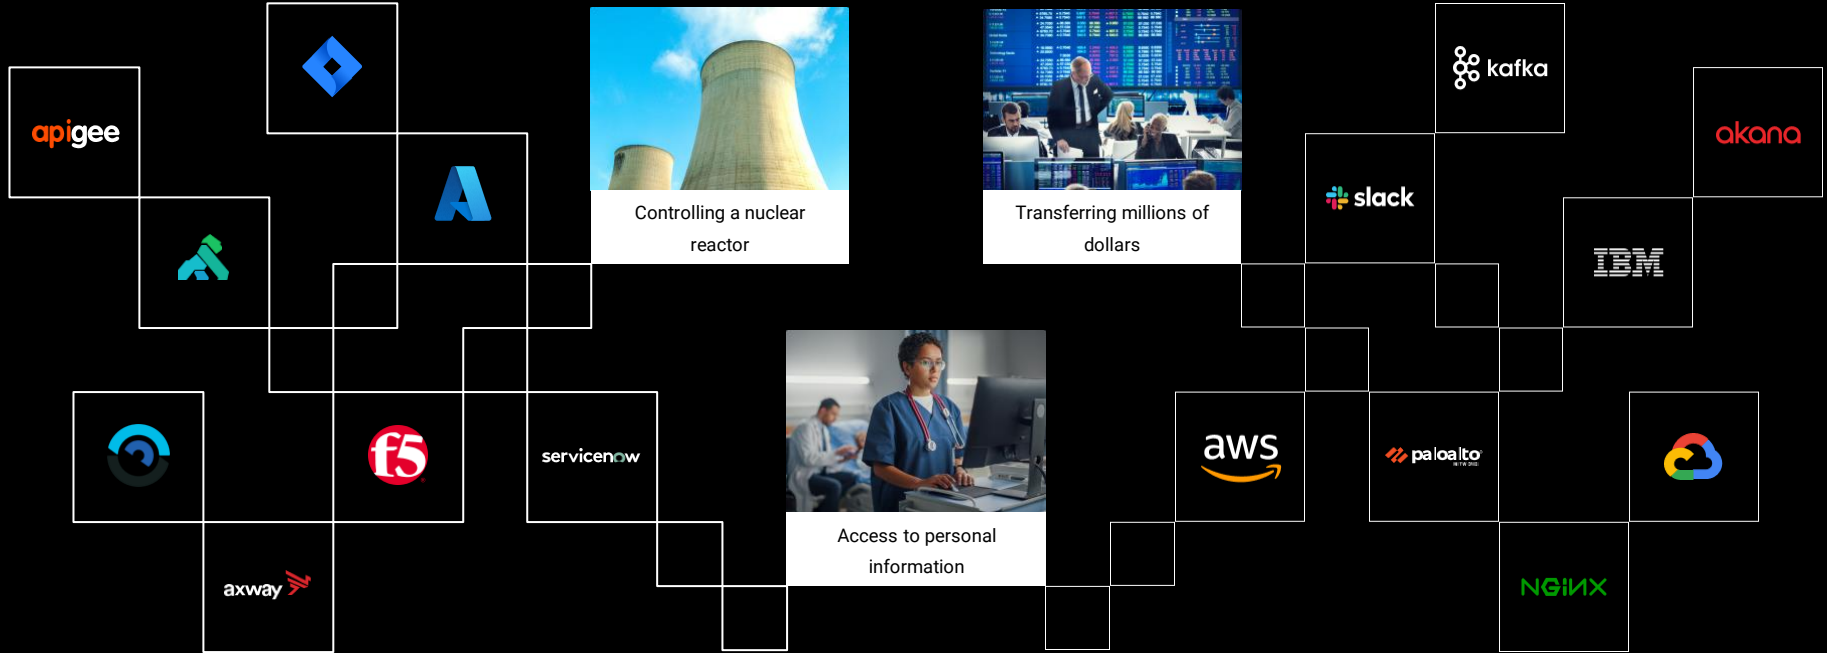 apigee
Controlling a nuclear
reactor
Transferring millions of
dollars
kafka
akana
slack
IBM
f5
servicenow
Access to personal
information
aws
paloalto
axway
NGINX